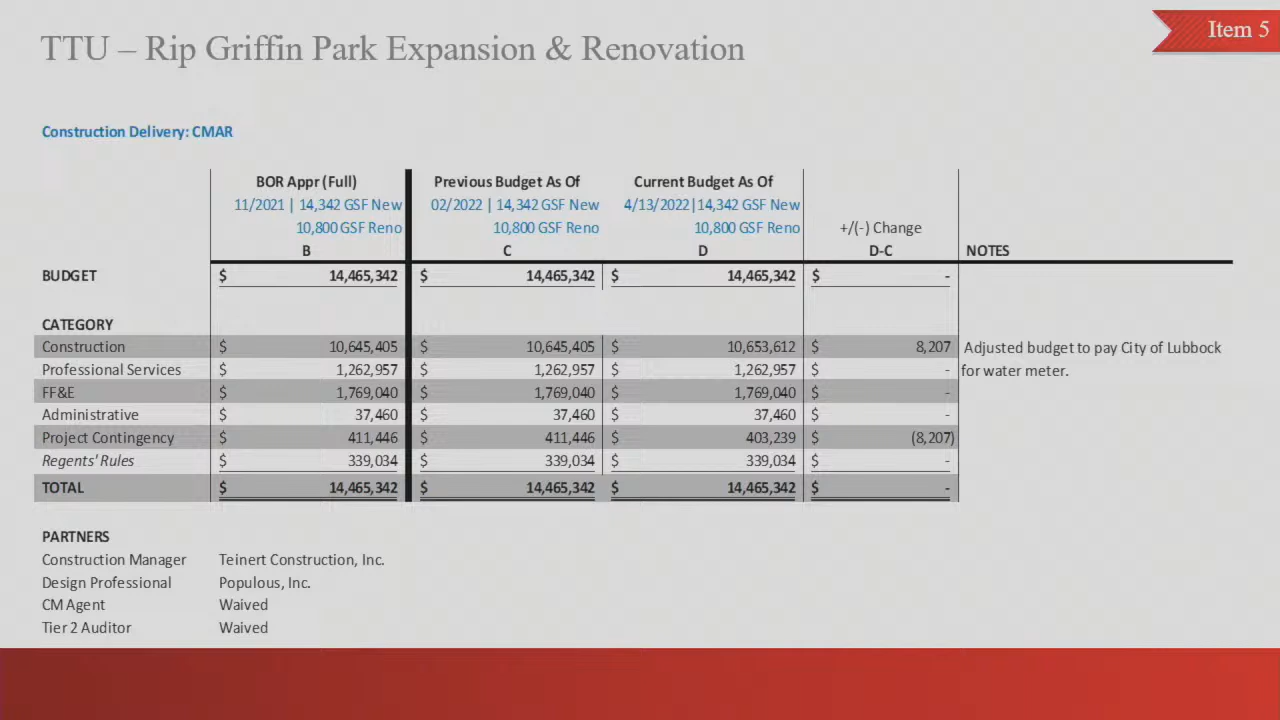 TTU – Rip Griffin Park Expansion & Renovation
Item 5
Construction Delivery: CMAR
BOR Appr (Full) Previous Budget As Of Current Budget As Of
11/2021 | 14,342 GSF New 02/2022 | 14,342 GSF New 4/13/2022|14,342 GSF New
10,800 GSF Reno 10,800 GSF Reno 10,800 GSF Reno +/(-) Change
B C D D-C NOTES
BUDGET $ 14,465,342 $ 14,465,342 $ 14,465,342 $ -
CATEGORY
Construction $ 10,645,405 $ 10,645,405 $ 10,653,612 $ 8,207 Adjusted budget to pay City of Lubbock
Professional Services $ 1,262,957 $ 1,262,957 $ 1,262,957 $ - for water meter.
FF&E $ 1,769,040 $ 1,769,040 $ 1,769,040 $ -
Administrative $ 37,460 $ 37,460 $ 37,460 $ -
Project Contingency $ 411,446 $ 411,446 $ 403,239 $ (8,207)
Regents' Rules $ 339,034 $ 339,034 $ 339,034 $ -
TOTAL $ 14,465,342 $ 14,465,342 $ 14,465,342 $ -
PARTNERS
Construction Manager Teinert Construction, Inc.
Design Professional Populous, Inc.
CM Agent Waived
Tier 2 Auditor Waived